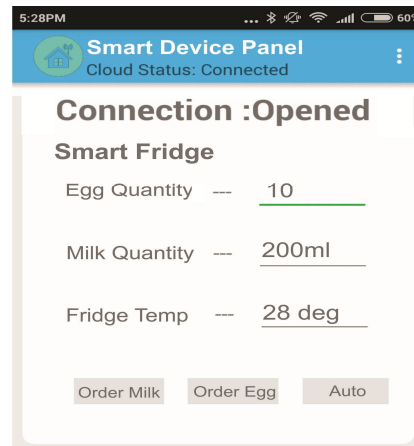 5:28PM ... 60%
Smart Device Panel
Cloud Status: Connected
Connection :Opened
Smart Fridge
Egg Quantity --- 10
Milk Quantity --- 200ml
Fridge Temp --- 28 deg
Order Milk Order Egg Auto